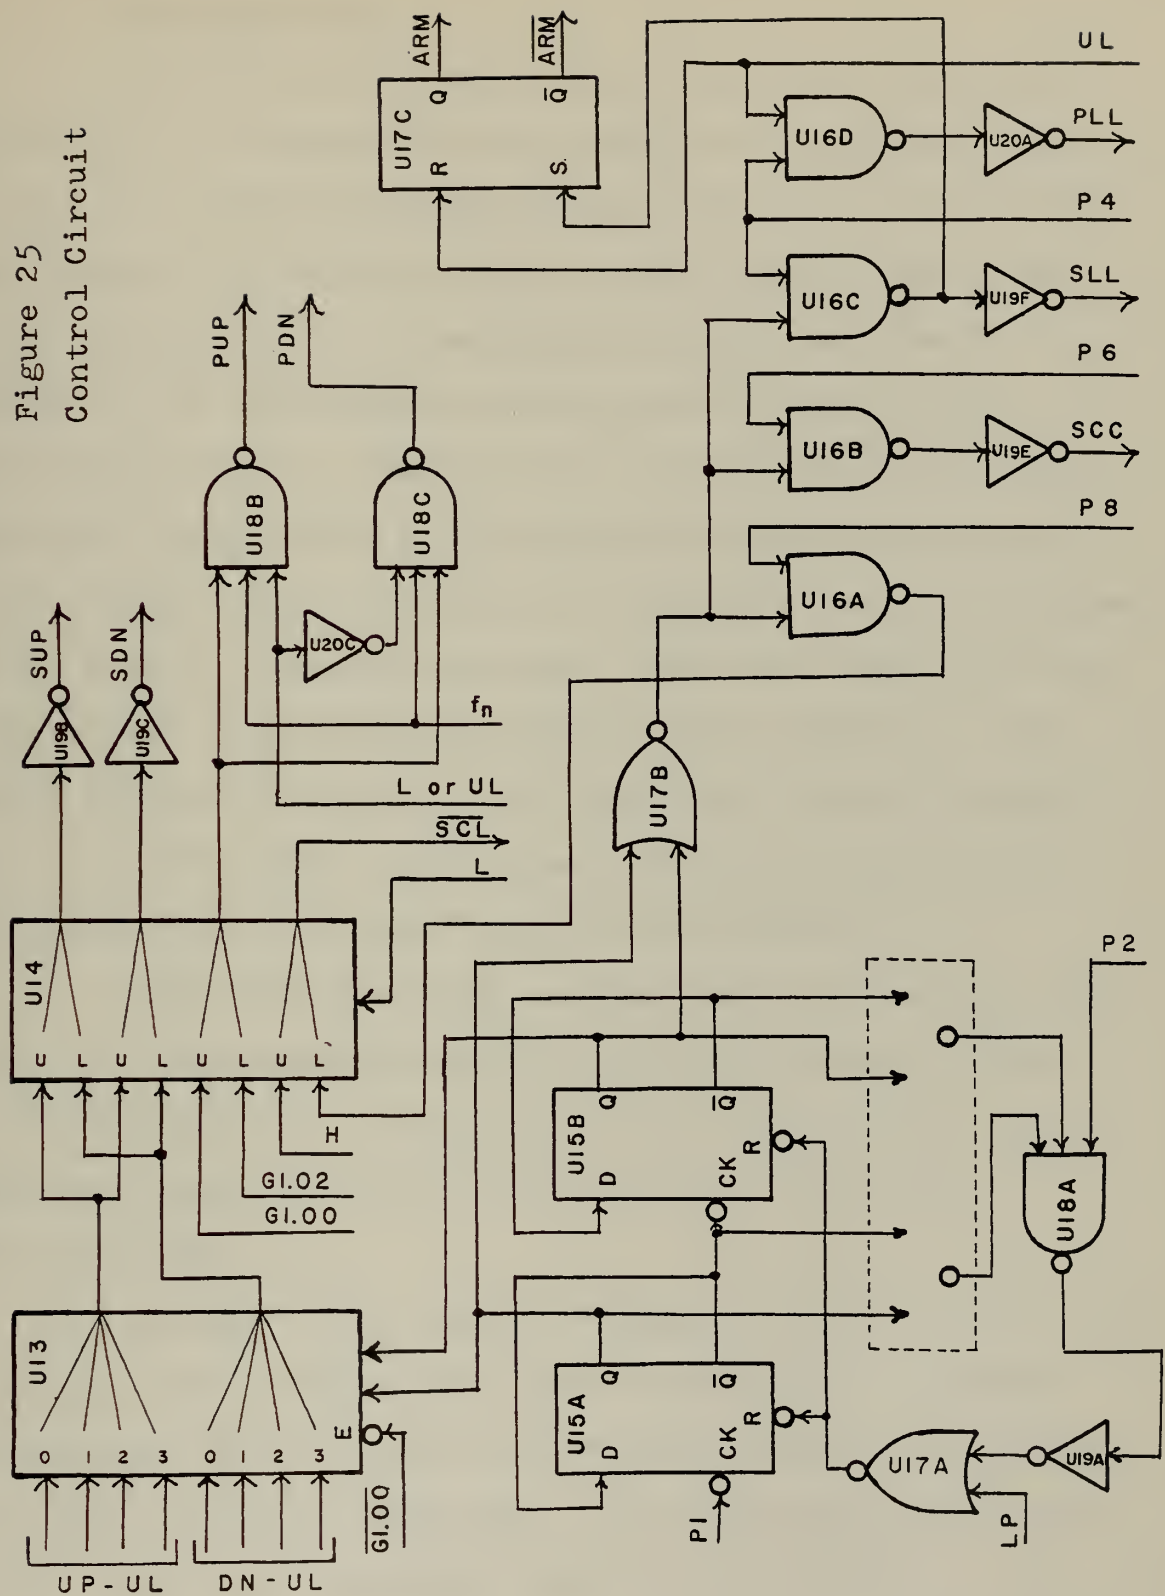 Figure 25
Control Circuit
ARM
ARM
U17C
Q
Q
R
S
UL
U16D
U20A
PLL
P4
U16C
U19F
SLL
P6
U16B
U19E
SCC
P8
U16A
PUP
PDN
U18B
U18C
U20C
fn
L or UL
SCL
L
SUP
SDN
U19B
U19C
U14
U
L
U
L
U
L
U
L
H
G1.02
G1.00
U17B
U13
0
1
2
3
0
1
2
3
E
G1.00
UP-UL
DN-UL
U15B
D
Q
Q
CK
R
U15A
D
Q
Q
CK
R
P1
P2
U18A
U17A
U19A
LP